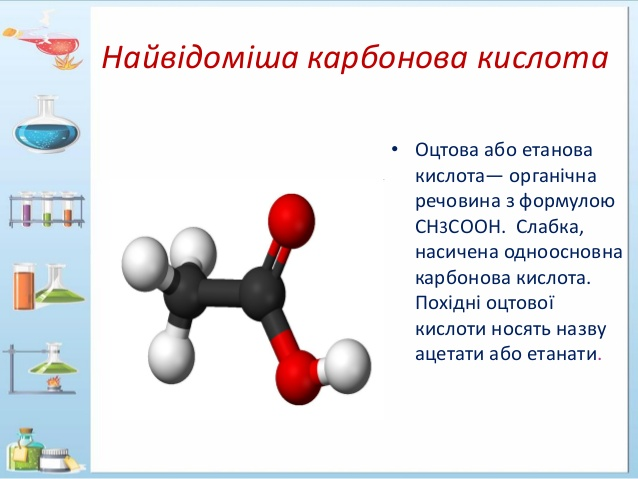 Найвідоміша карбонова кислота
• Оцтова або етанова
кислота— органічна
речовина з формулою
CH3COOH. Слабка,
насичена одноосновна
карбонова кислота.
Похідні оцтової
кислоти носять назву
ацетати або етанати.